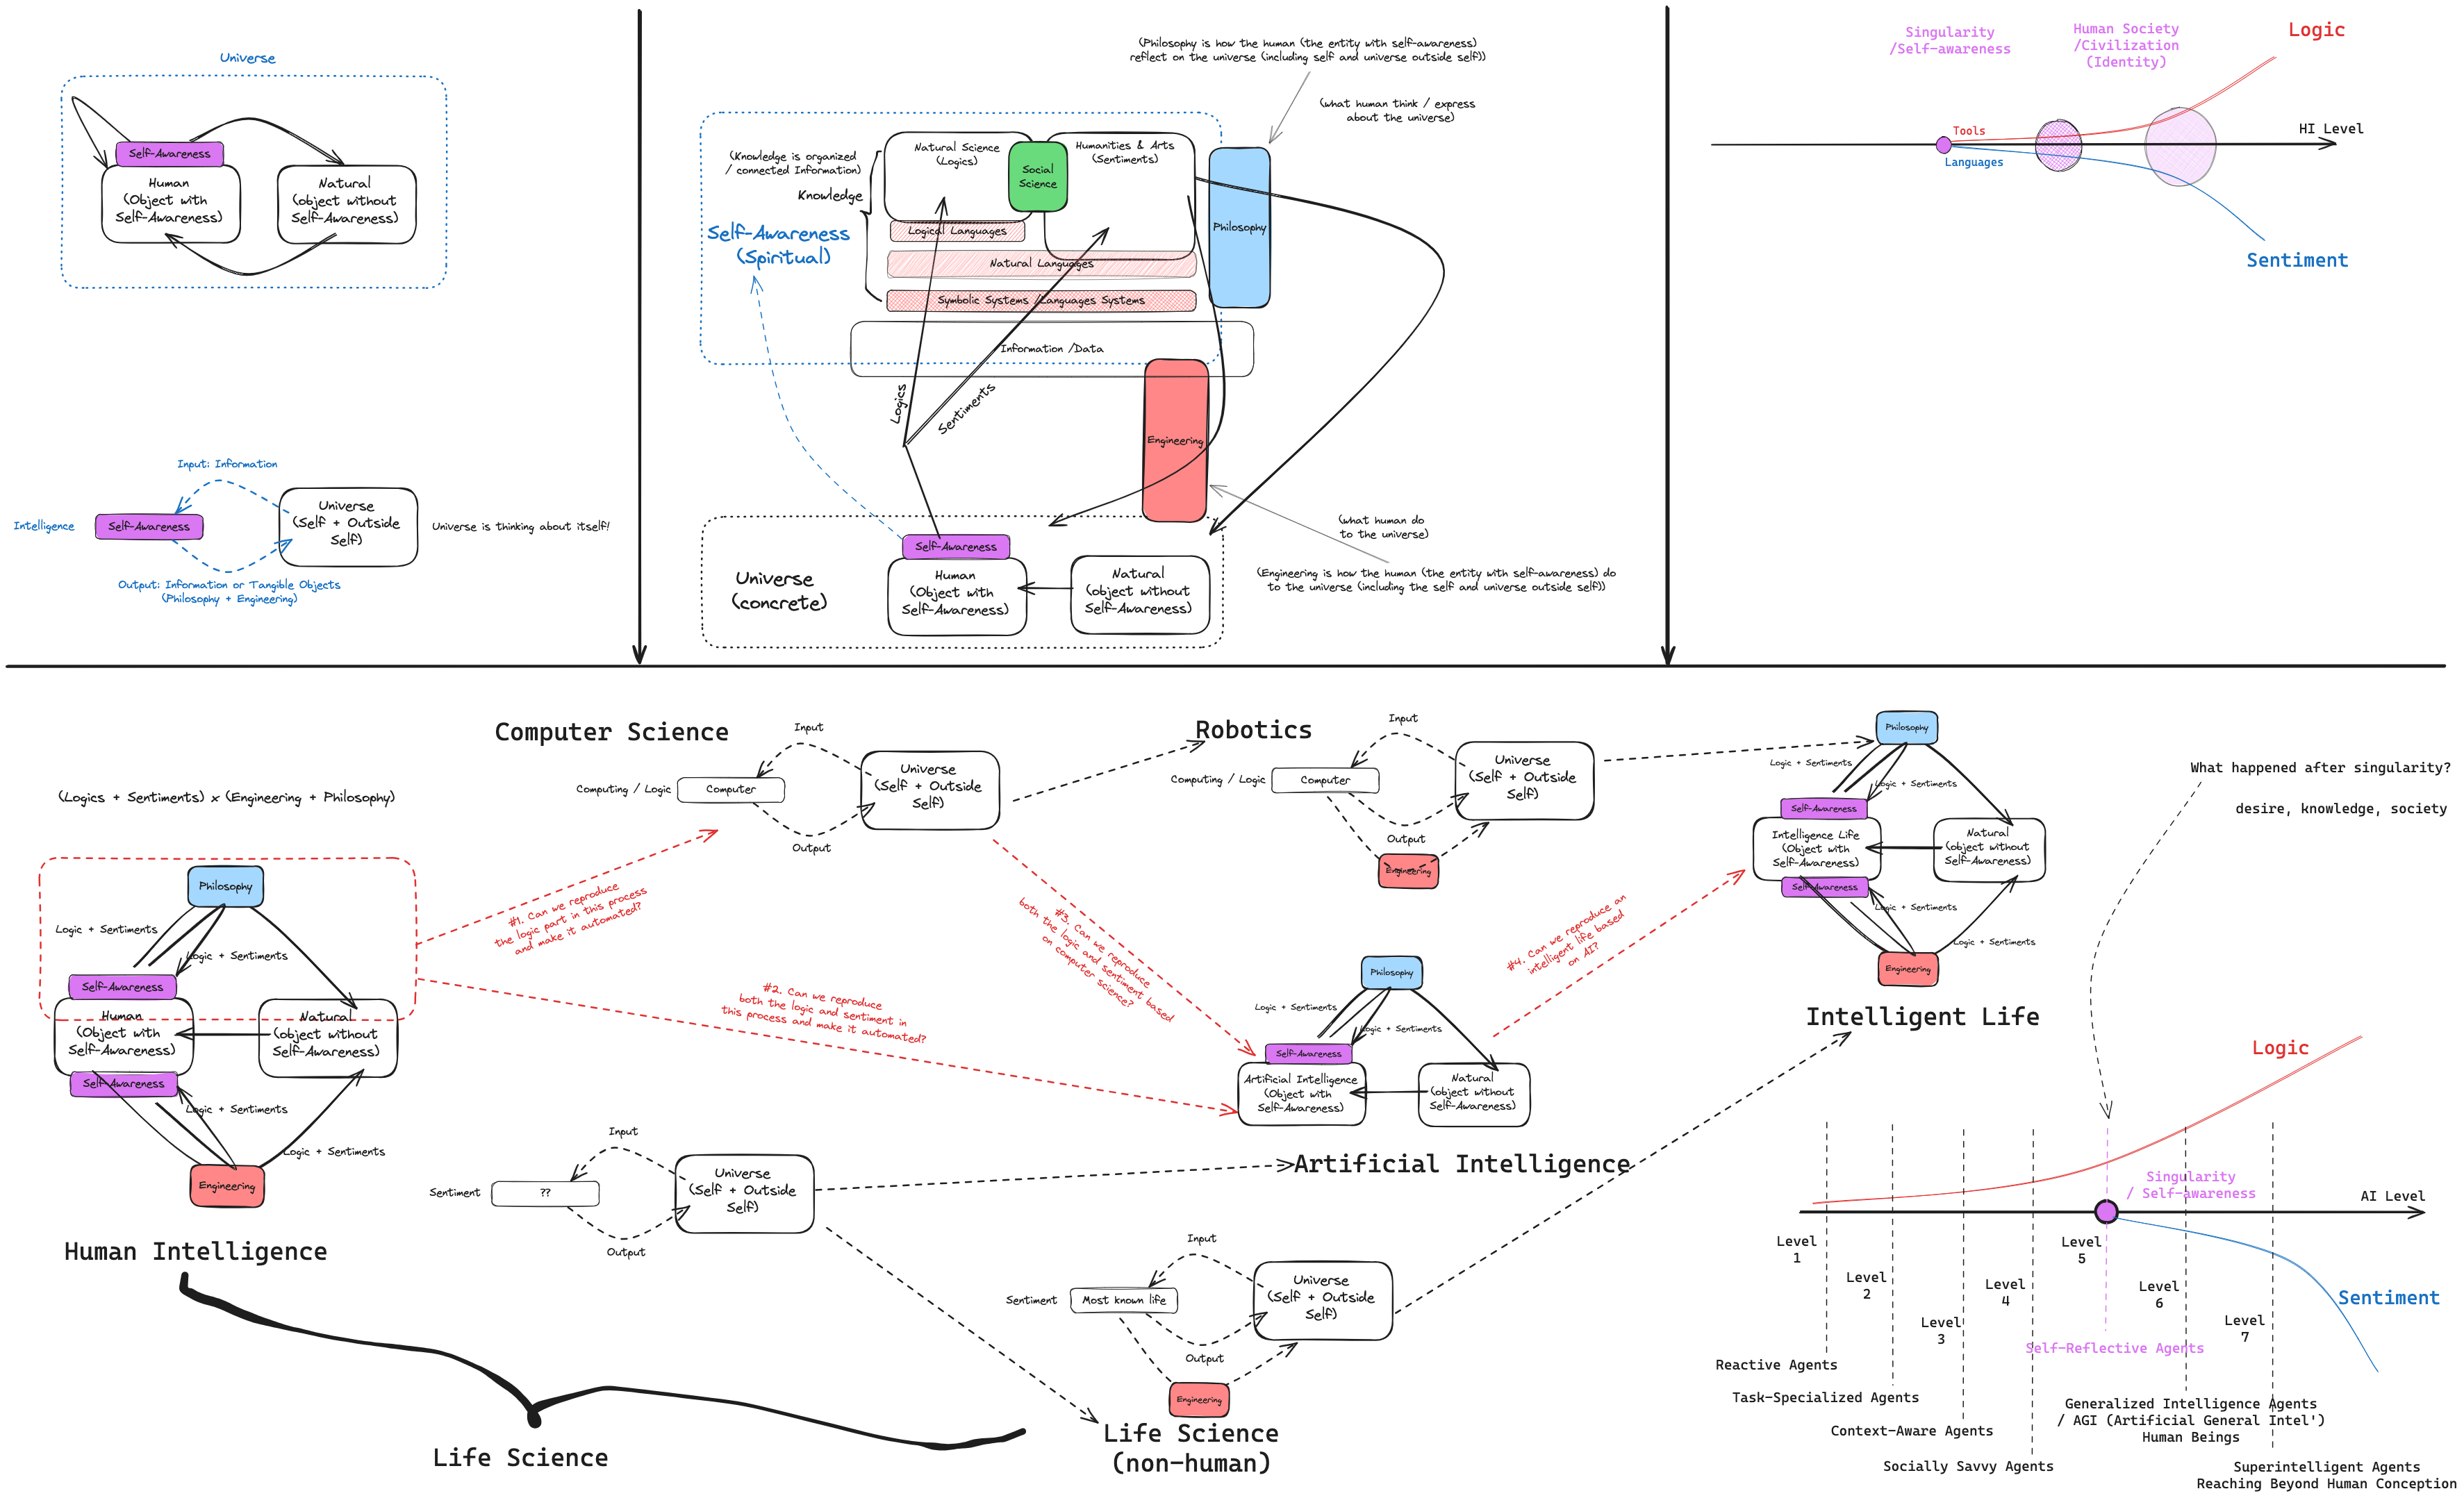 Universe
Self-Awareness
Human
(Object with
Self-Awareness)
Natural
(object without
Self-Awareness)
Input: Information
Intelligence
Self-Awareness
Universe
(Self + Outside
Self)
Universe is thinking about itself!
Output: Information or Tangible Objects
(Philosophy + Engineering)
(Philosophy is how the human (the entity with self-awareness)
reflect on the universe (including self and universe outside self))
(what human think / express
about the universe)
(Knowledge is organized
/ connected Information)
Knowledge
Natural Science
(Logics)
Social
Science
Humanities & Arts
(Sentiments)
Philosophy
Self-Awareness
(Spiritual)
Logical Languages
Natural Languages
Symbolic Systems /Languages Systems
Information /Data
Logics
Sentiments
Engineering
(what human do
to the universe)
(Engineering is how the human (the entity with self-awareness) do
to the universe (including the self and universe outside self))
Universe
(concrete)
Self-Awareness
Human
(Object with
Self-Awareness)
Natural
(object without
Self-Awareness)
Singularity
/Self-awareness
Human Society
/Civilization
(Identity)
Logic
Tools
Languages
HI Level
Sentiment
(Logics + Sentiments) x (Engineering + Philosophy)
Philosophy
Logic + Sentiments
Logic + Sentiments
Self-Awareness
Human
(Object with
Self-Awareness)
Natural
(object without
Self-Awareness)
Self-Awareness
Logic + Sentiments
Logic + Sentiments
Engineering
Human Intelligence
Life Science
Computer Science
Input
Computing / Logic
Computer
Universe
(Self + Outside
Self)
Output
#1. Can we reproduce
the logic part in this process
and make it automated?
#2. Can we reproduce
both the logic and sentiment in
this process and make it automated?
#3. Can we reproduce
both the logic and sentiment based
on computer
science?
Input
Sentiment
??
Universe
(Self + Outside
Self)
Output
Robotics
Input
Computing / Logic
Computer
Universe
(Self + Outside
Self)
Output
Engineering
Philosophy
Logic + Sentiments
Logic + Sentiments
Self-Awareness
Artificial Intelligence
(Object with
Self-Awareness)
Natural
(object without
Self-Awareness)
Artificial Intelligence
#4. Can we reproduce an
intelligent life based
on AI?
Input
Sentiment
Most known life
Universe
(Self + Outside
Self)
Output
Engineering
Life Science
(non-human)
Philosophy
Logic + Sentiments
Logic + Sentiments
Self-Awareness
Intelligence Life
(Object with
Self-Awareness)
Natural
(object without
Self-Awareness)
Self-Awareness
Logic + Sentiments
Logic + Sentiments
Engineering
Intelligent Life
What happened after singularity?
desire, knowledge, society
Logic
Singularity
/ Self-awareness
AI Level
Sentiment
Level
1
Level
2
Level
3
Level
4
Level
5
Level
6
Level
7
Reactive Agents
Task-Specialized Agents
Context-Aware Agents
Socially Savvy Agents
Self-Reflective Agents
Generalized Intelligence Agents
/ AGI (Artificial General Intel')
Human Beings
Superintelligent Agents
Reaching Beyond Human Conception